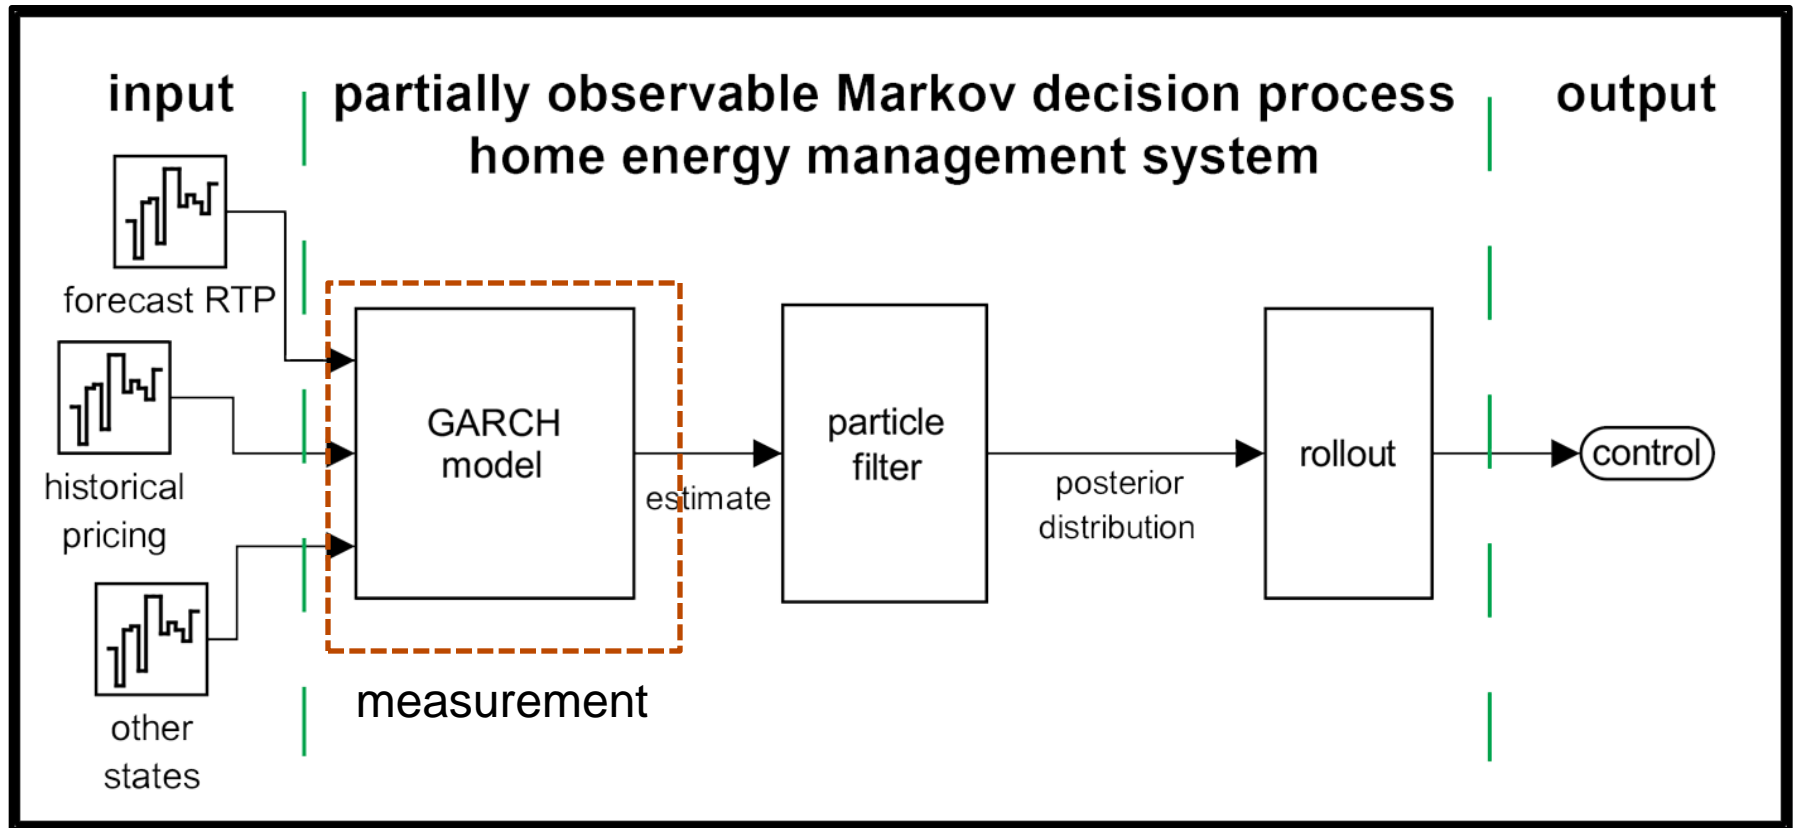 input
partially observable Markov decision process
home energy management system
output
forecast RTP
historical
pricing
other
states
GARCH
model
measurement
estimate
particle
filter
posterior
distribution
rollout
control